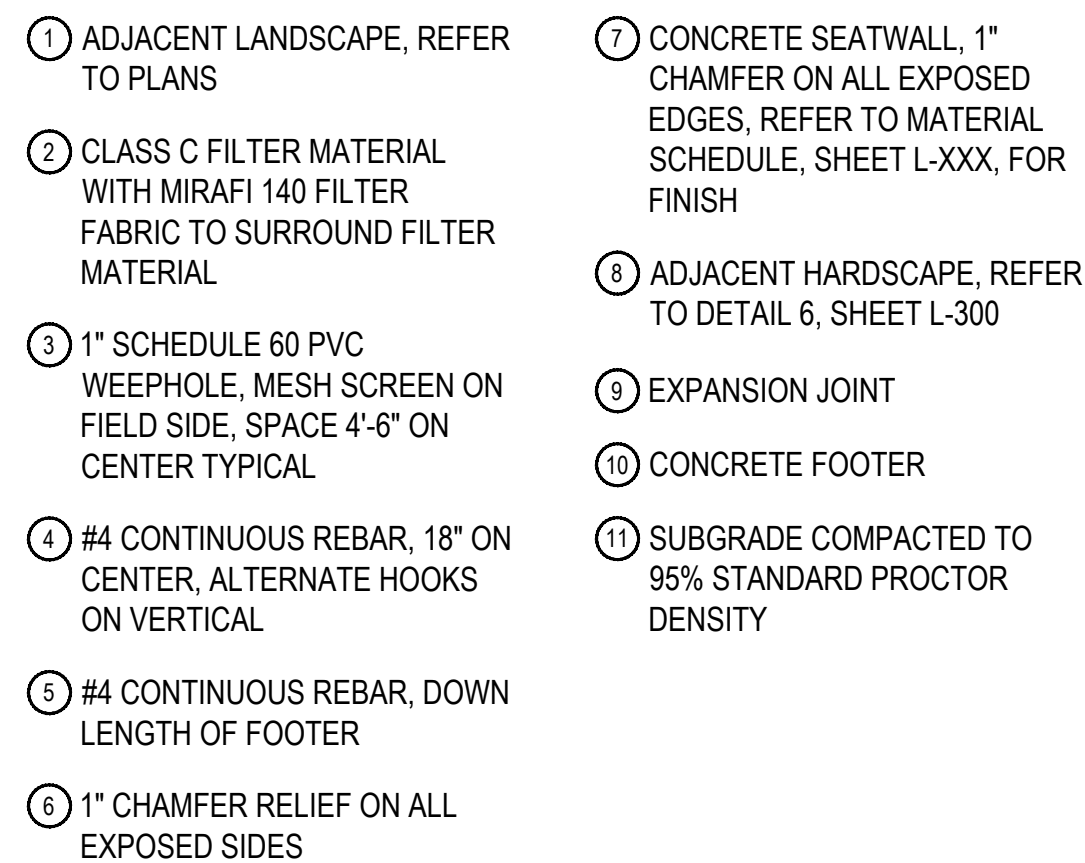 1 ADJACENT LANDSCAPE, REFER
TO PLANS
2 CLASS C FILTER MATERIAL
WITH MIRAFI 140 FILTER
FABRIC TO SURROUND FILTER
MATERIAL
3 1" SCHEDULE 60 PVC
WEEPHOLE, MESH SCREEN ON
FIELD SIDE, SPACE 4'-6" ON
CENTER TYPICAL
4 #4 CONTINUOUS REBAR, 18" ON
CENTER, ALTERNATE HOOKS
ON VERTICAL
5 #4 CONTINUOUS REBAR, DOWN
LENGTH OF FOOTER
6 1" CHAMFER RELIEF ON ALL
EXPOSED SIDES
7 CONCRETE SEATWALL, 1"
CHAMFER ON ALL EXPOSED
EDGES, REFER TO MATERIAL
SCHEDULE, SHEET L-XXX, FOR
FINISH
8 ADJACENT HARDSCAPE, REFER
TO DETAIL 6, SHEET L-300
9 EXPANSION JOINT
10 CONCRETE FOOTER
11 SUBGRADE COMPACTED TO
95% STANDARD PROCTOR
DENSITY